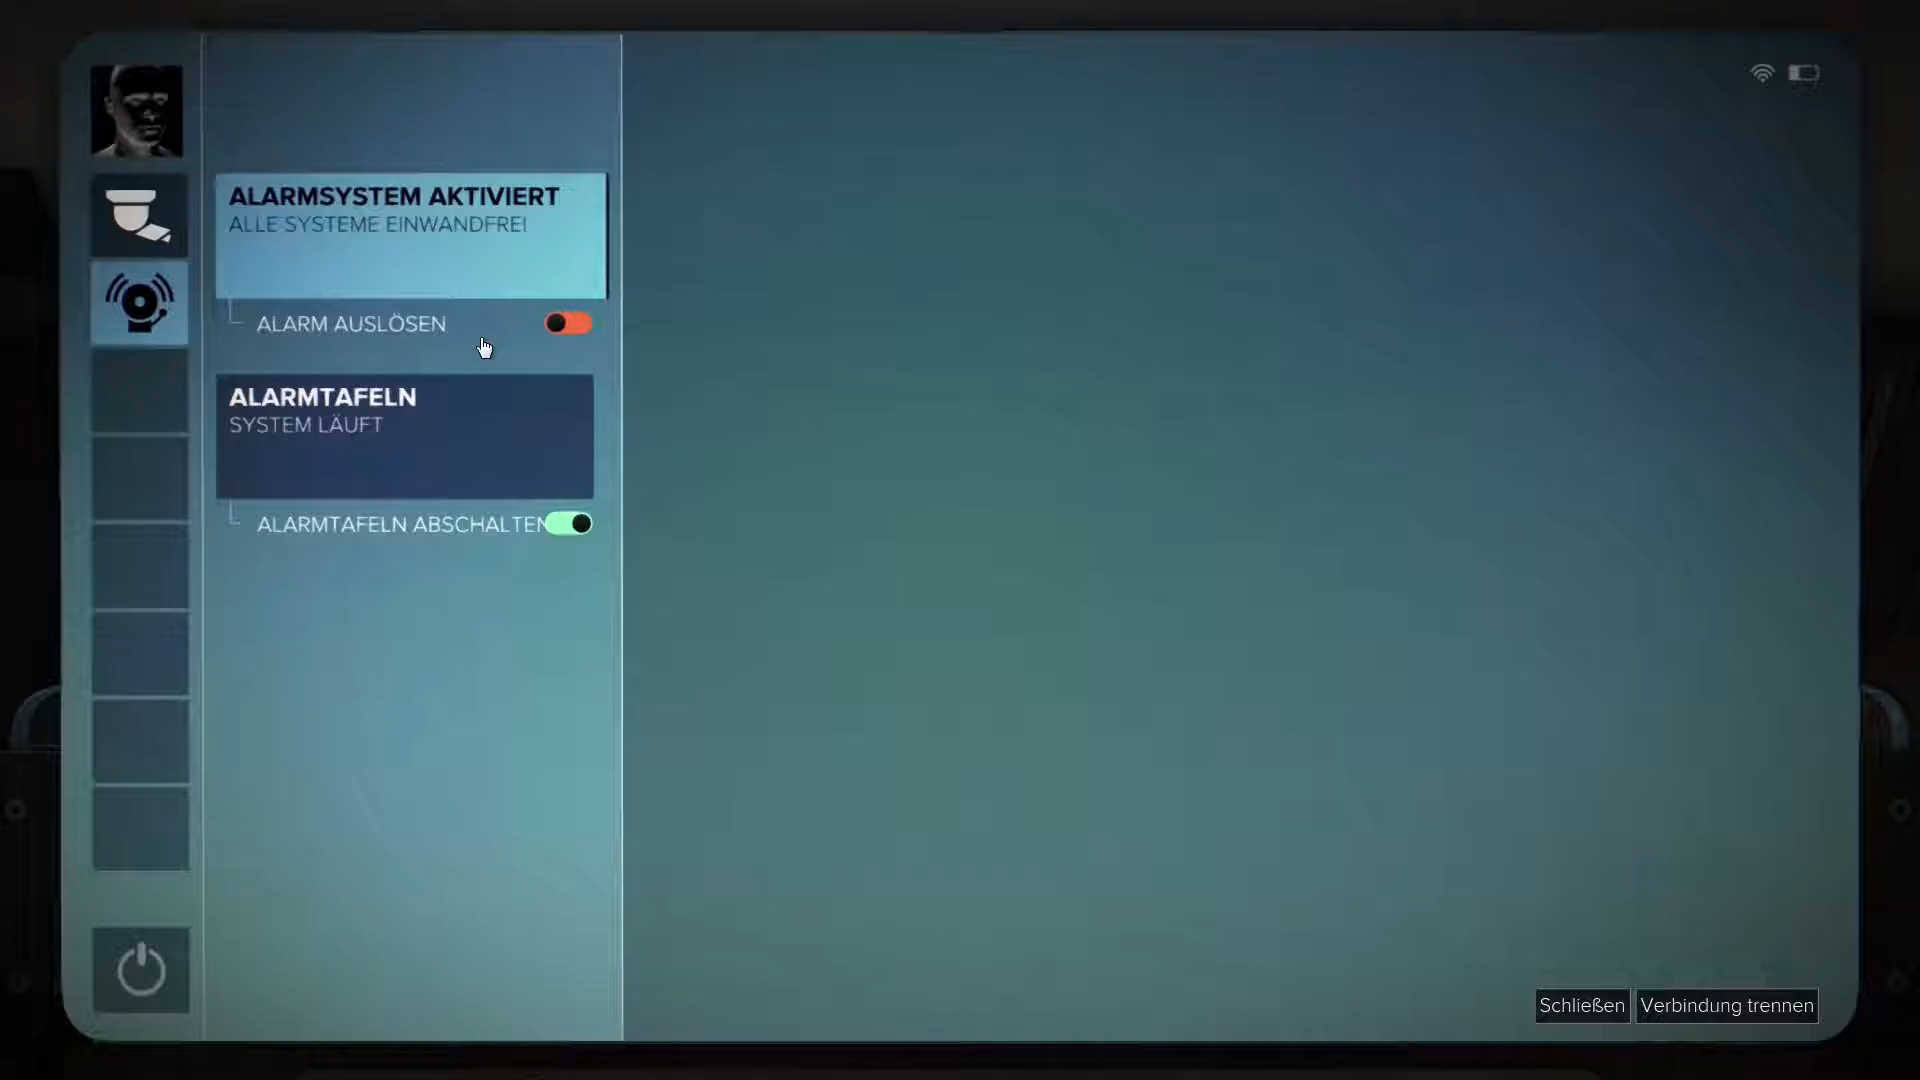 ALARMSYSTEM AKTIVIERT
ALLE SYSTEME EINWANDFREI
ALARM AUSLÖSEN
ALARMTAFELN
SYSTEM LÄUFT
ALARMTAFELN ABSCHALTEN
Schließen
Verbindung trennen